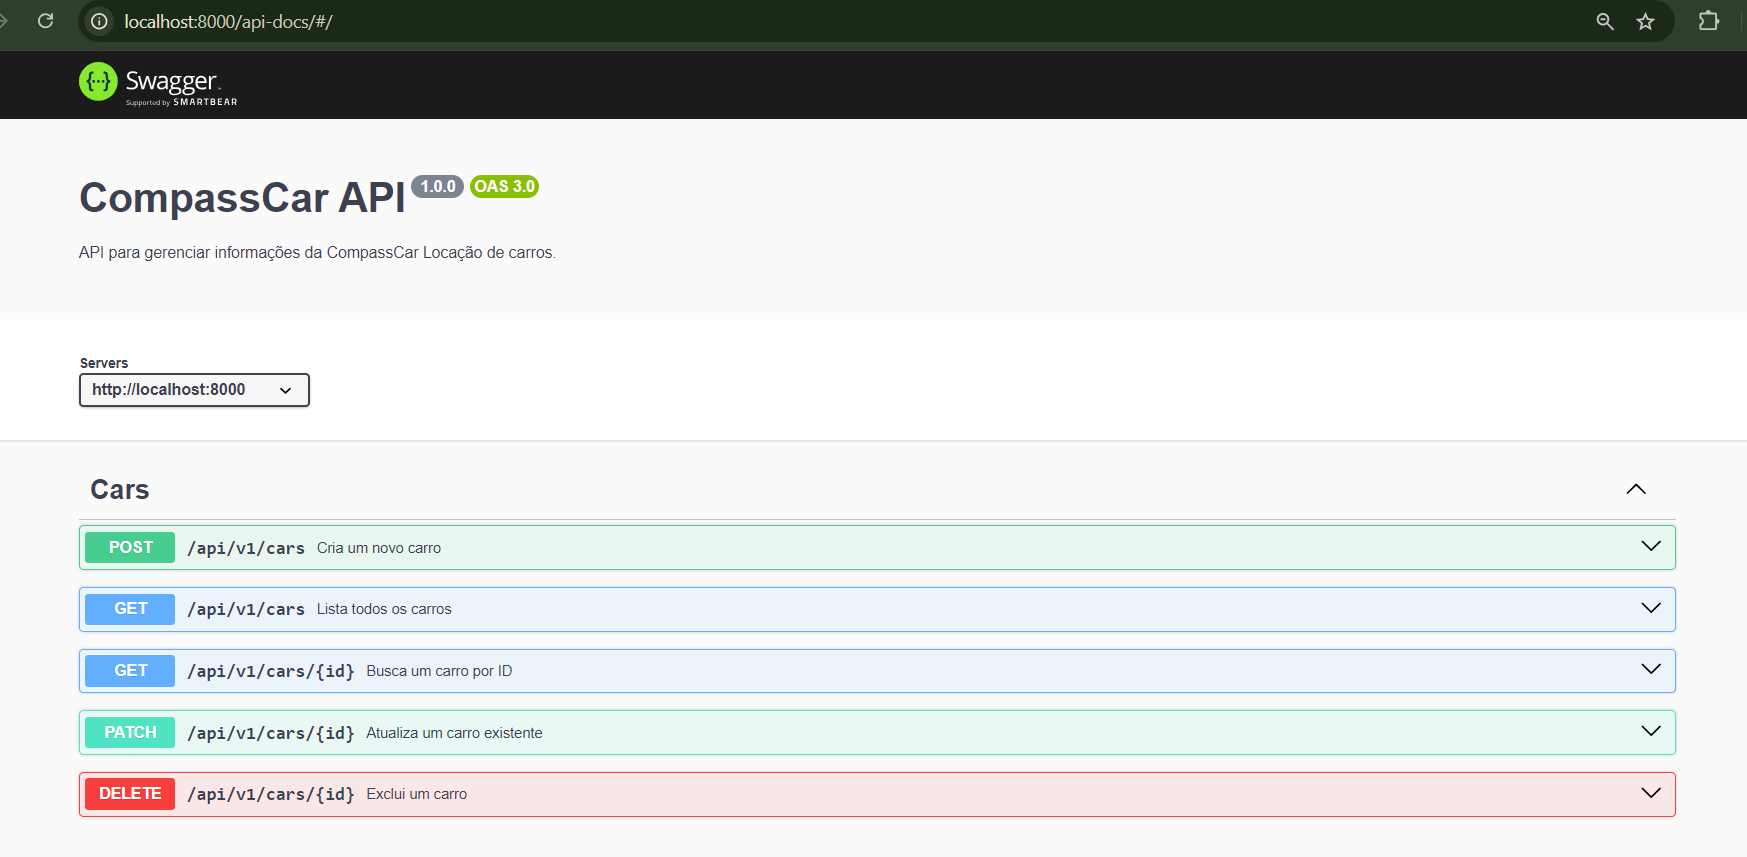 localhost:8000/api-docs/#/
{···} Swagger.
Supported by SMARTBEAR
CompassCar API 1.0.0 OAS 3.0
API para gerenciar informações da CompassCar Locação de carros.
Servers
http://localhost:8000
Cars
POST /api/v1/cars Cria um novo carro
GET /api/v1/cars Lista todos os carros
GET /api/v1/cars/{id} Busca um carro por ID
PATCH /api/v1/cars/{id} Atualiza um carro existente
DELETE /api/v1/cars/{id} Exclui um carro